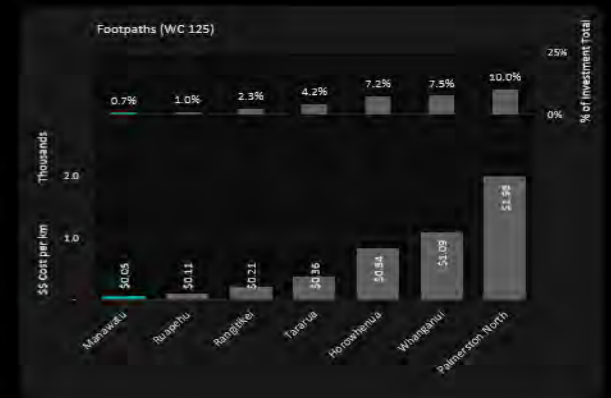 Footpaths (WC 125)
25%
0%
% of Investment Total
0.7%
1.0%
2.3%
4.2%
7.2%
7.5%
10.0%
Thousands
$$ Cost per km
2.0
1.0
-
$0.05
$0.11
$0.21
$0.36
$0.84
$1.09
$1.98
Manawatu
Ruapehu
Rangitikei
Tararua
Horowhenua
Whanganui
Palmerston North